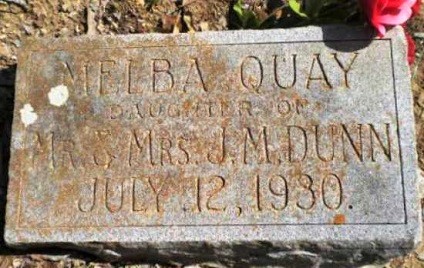 MELBA QUAY
DAUGHTER OF
MR. & MRS. J. M. DUNN
JULY 12, 1930.